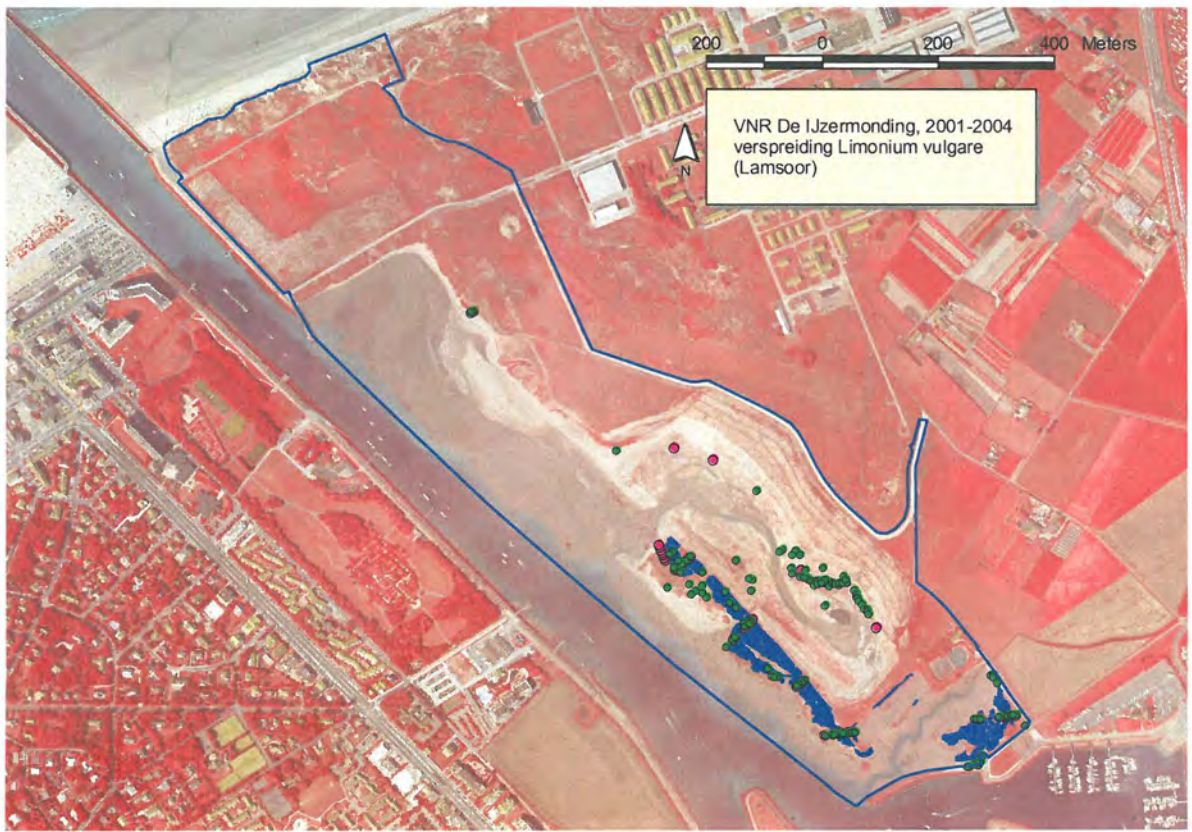 200 0 200 400 Meters
VNR De IJzermonding, 2001-2004
verspreiding Limonium vulgare
(Lamsoor)
N